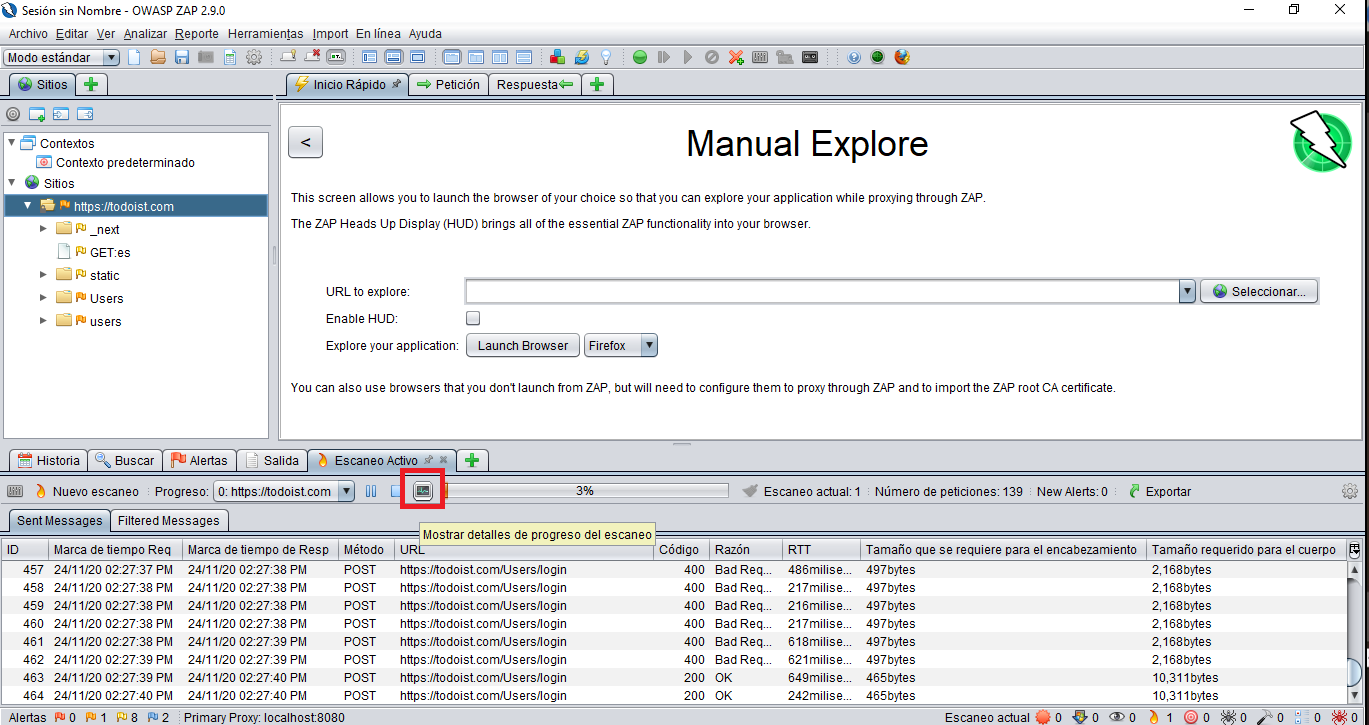 Sesión sin Nombre - OWASP ZAP 2.9.0
Archivo Editar Ver Analizar Reporte Herramientas Import En línea Ayuda
Modo estándar
Sitios
Inicio Rápido
Petición
Respuesta
Contextos
Contexto predeterminado
Sitios
https://todoist.com
_next
GET:es
static
Users
users
<
Manual Explore
This screen allows you to launch the browser of your choice so that you can explore your application while proxying through ZAP.
The ZAP Heads Up Display (HUD) brings all of the essential ZAP functionality into your browser.
URL to explore:
Seleccionar...
Enable HUD:
Explore your application: Launch Browser Firefox
You can also use browsers that you don't launch from ZAP, but will need to configure them to proxy through ZAP and to import the ZAP root CA certificate.
Historia Buscar Alertas Salida Escaneo Activo
Nuevo escaneo Progreso: 0: https://todoist.com 3% Escaneo actual: 1 Número de peticiones: 139 New Alerts: 0 Exportar
Sent Messages Filtered Messages
Mostrar detalles de progreso del escaneo
ID Marca de tiempo Req Marca de tiempo de Resp Método URL Código Razón RTT Tamaño que se requiere para el encabezamiento Tamaño requerido para el cuerpo
457 24/11/20 02:27:37 PM 24/11/20 02:27:38 PM POST https://todoist.com/Users/login 400 Bad Req... 486milise... 497bytes 2,168bytes
458 24/11/20 02:27:38 PM 24/11/20 02:27:38 PM POST https://todoist.com/Users/login 400 Bad Req... 217milise... 497bytes 2,168bytes
459 24/11/20 02:27:38 PM 24/11/20 02:27:38 PM POST https://todoist.com/Users/login 400 Bad Req... 216milise... 497bytes 2,168bytes
460 24/11/20 02:27:38 PM 24/11/20 02:27:38 PM POST https://todoist.com/Users/login 400 Bad Req... 217milise... 497bytes 2,168bytes
461 24/11/20 02:27:38 PM 24/11/20 02:27:39 PM POST https://todoist.com/Users/login 400 Bad Req... 618milise... 497bytes 2,168bytes
462 24/11/20 02:27:39 PM 24/11/20 02:27:39 PM POST https://todoist.com/Users/login 400 Bad Req... 621milise... 497bytes 2,168bytes
463 24/11/20 02:27:39 PM 24/11/20 02:27:40 PM POST https://todoist.com/Users/login 200 OK 649milise... 465bytes 10,311bytes
464 24/11/20 02:27:40 PM 24/11/20 02:27:40 PM POST https://todoist.com/Users/login 200 OK 242milise... 465bytes 10,311bytes
Alertas 0 1 8 2 Primary Proxy: localhost:8080 Escaneo actual 0 0 0 1 0 0 0 0 0